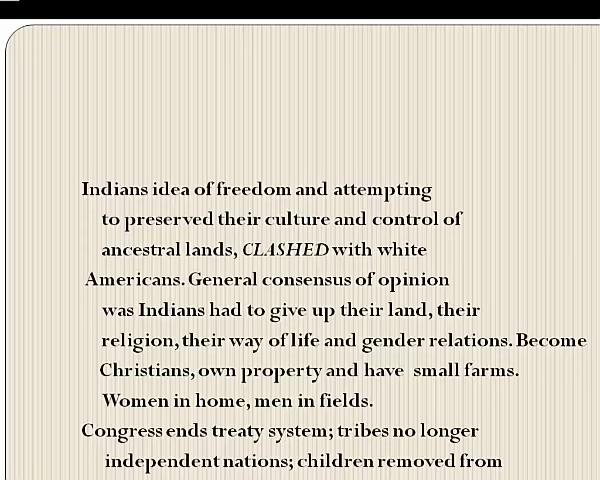 Indians idea of freedom and attempting
to preserved their culture and control of
ancestral lands, CLASHED with white
Americans. General consensus of opinion
was Indians had to give up their land, their
religion, their way of life and gender relations. Become
Christians, own property and have small farms.
Women in home, men in fields.
Congress ends treaty system; tribes no longer
independent nations; children removed from